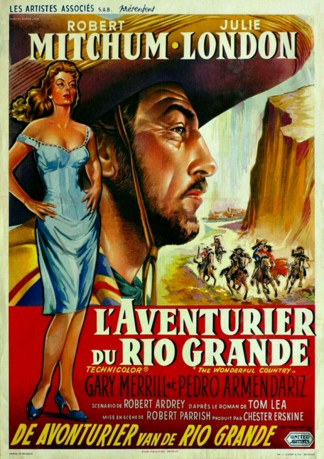 LES ARTISTES ASSOCIÉS S.A.B. présentent
ROBERT JULIE
MITCHUM · LONDON
L'AVENTURIER
DU RIO GRANDE
TECHNICOLOR® "THE WONDERFUL COUNTRY"
GARY MERRILL ET PEDRO ARMENDARIZ
SCENARIO DE ROBERT ARDREY D'APRÈS LE ROMAN DE TOM LEA
MISE EN SCÈNE DE ROBERT PARRISH PRODUIT PAR CHESTER ERSKINE
DE AVONTURIER VAN DE RIO GRANDE
UNITED
ARTISTS